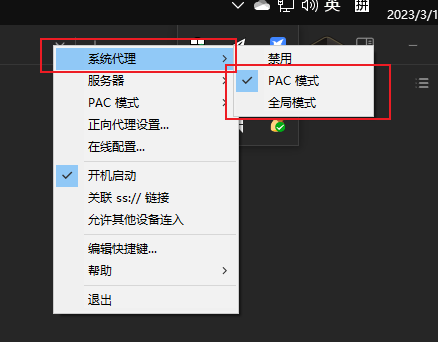 英 拼
2023/3/1
系统代理
禁用
服务器
PAC 模式
PAC 模式
全局模式
正向代理设置...
在线配置...
开机启动
关联 ss:// 链接
允许其他设备连入
编辑快捷键...
帮助
退出